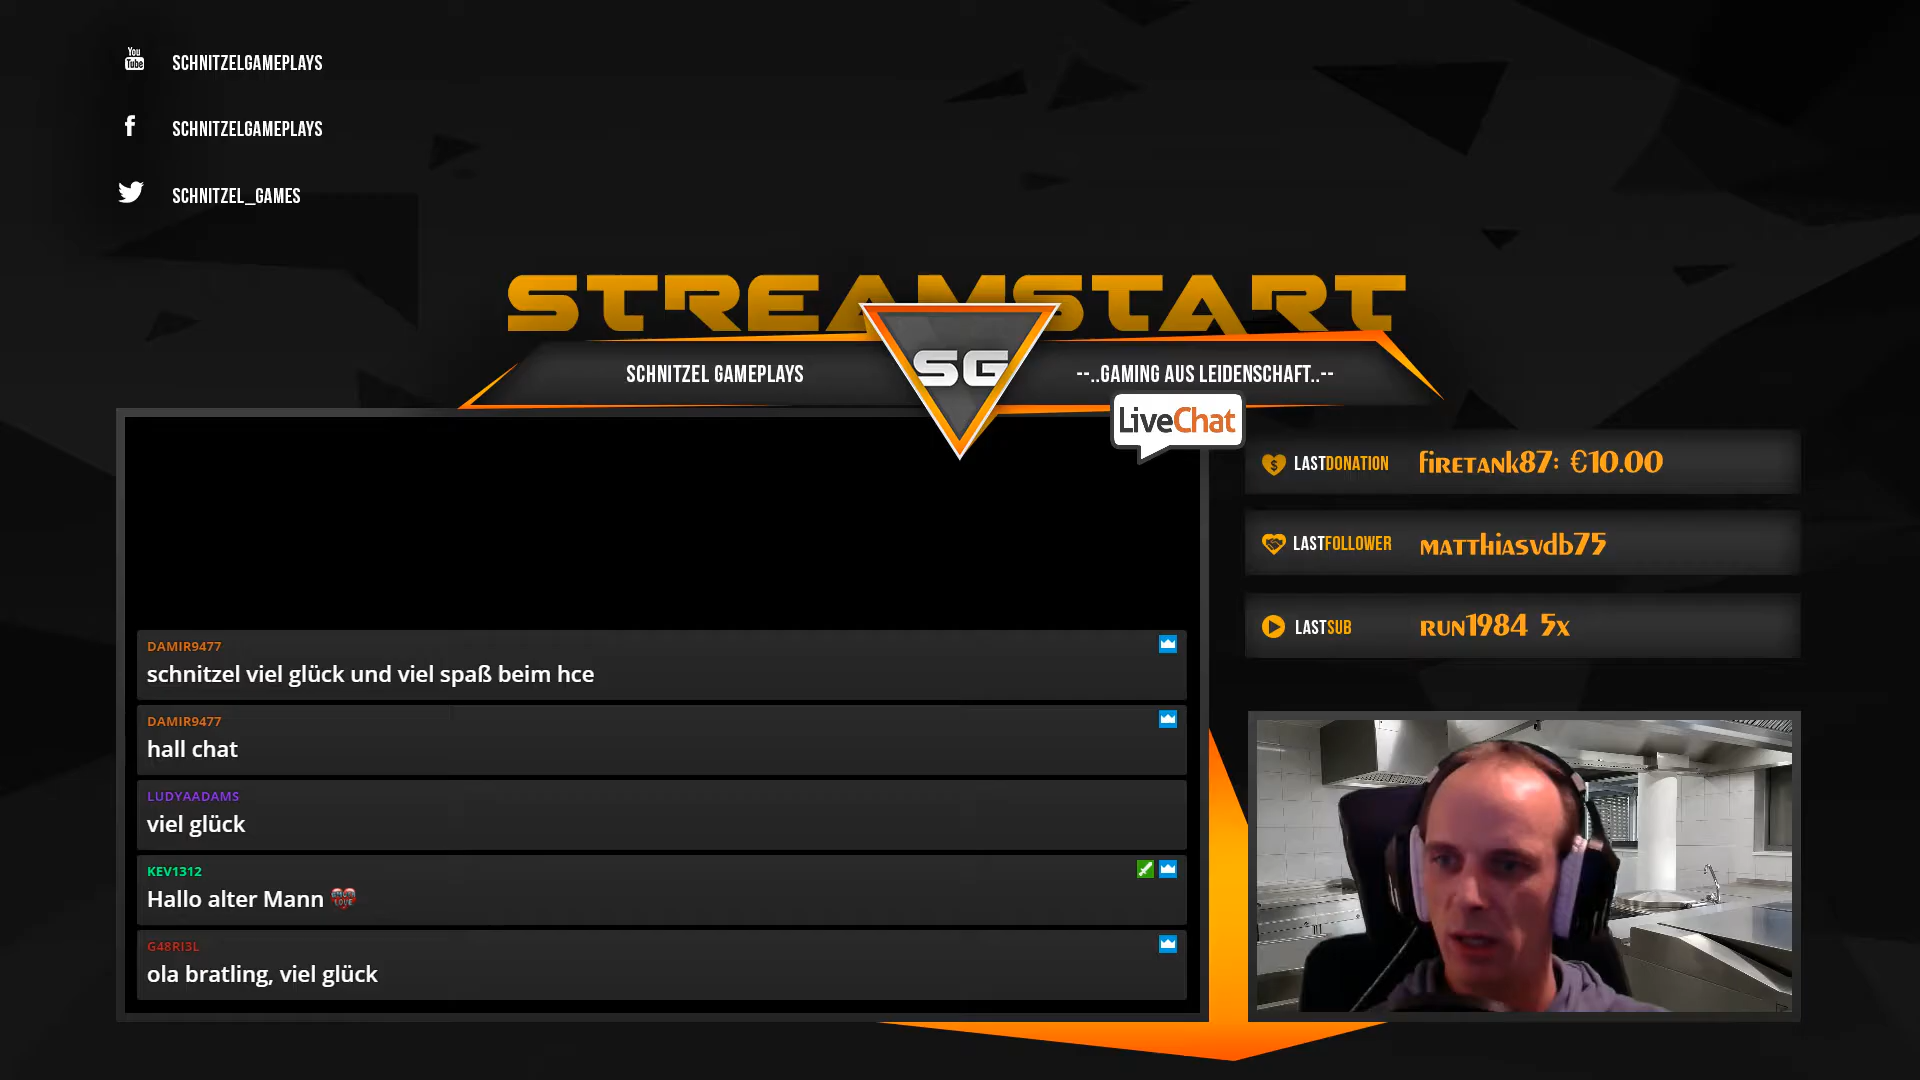 You Tube SCHNITZELGAMEPLAYS
f SCHNITZELGAMEPLAYS
SCHNITZEL_GAMES
STREAMSTART
SCHNITZEL GAMEPLAYS
SG
--..GAMING AUS LEIDENSCHAFT..--
LiveChat
DAMIR9477
schnitzel viel glück und viel spaß beim hce
DAMIR9477
hall chat
LUDYAADAMS
viel glück
KEV1312
Hallo alter Mann
G48RI3L
ola bratling, viel glück
LASTDONATION firetank87: €10.00
LASTFOLLOWER matthiasvdb75
LASTSUB run1984 5x